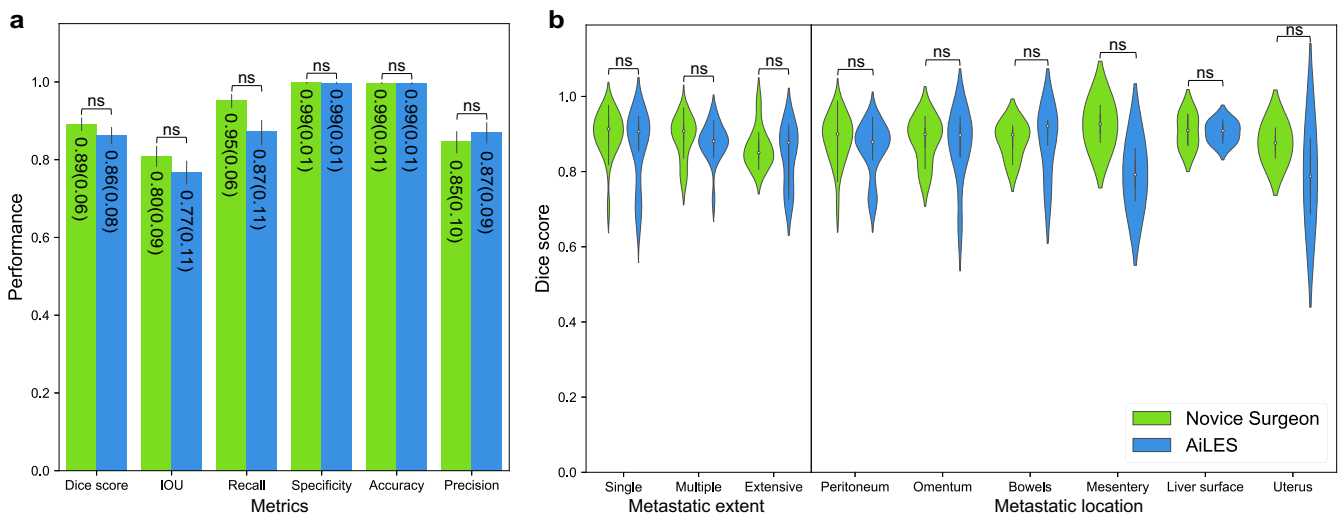 a
ns
ns
ns
ns
ns
ns
1.0
0.8
0.6
0.4
0.2
0.0
Performance
0.89(0.06)
0.86(0.08)
0.80(0.09)
0.77(0.11)
0.95(0.06)
0.87(0.11)
0.99(0.01)
0.99(0.01)
0.99(0.01)
0.99(0.01)
0.85(0.10)
0.87(0.09)
Dice score IOU Recall Specificity Accuracy Precision
Metrics
b
ns
ns
ns
ns
ns
ns
ns
ns
ns
1.0
0.8
0.6
0.4
0.2
0.0
Dice score
Novice Surgeon
AiLES
Single Multiple Extensive Peritoneum Omentum Bowels Mesentery Liver surface Uterus
Metastatic extent Metastatic location